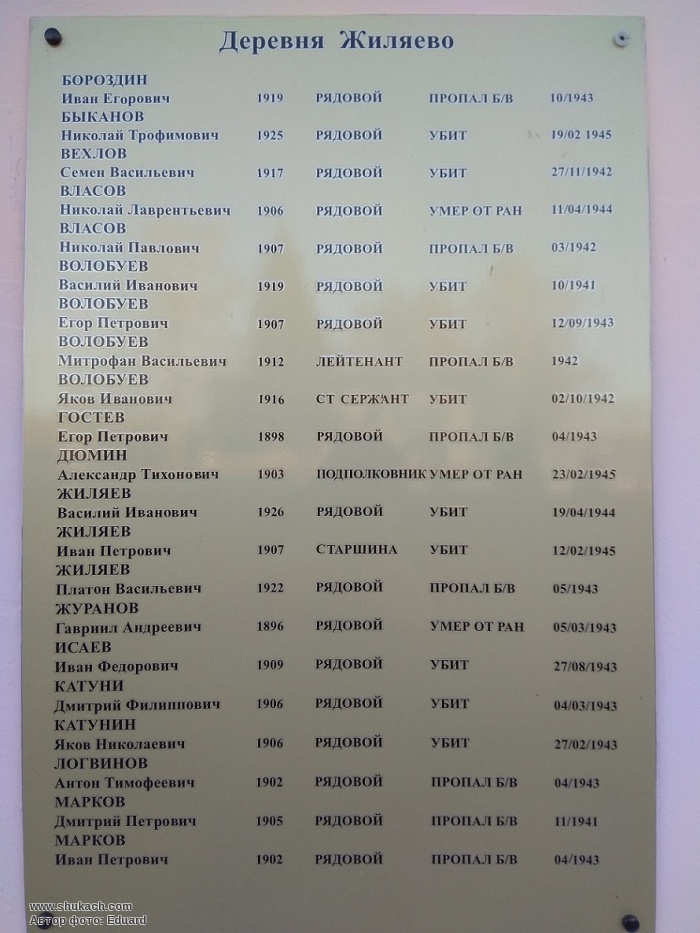 Деревня Жиляево
БОРОЗДИН
Иван Егорович 1919 РЯДОВОЙ ПРОПАЛ Б/В 10/1943
БЫКАНОВ
Николай Трофимович 1925 РЯДОВОЙ УБИТ 19/02 1945
ВЕХЛОВ
Семен Васильевич 1917 РЯДОВОЙ УБИТ 27/11/1942
ВЛАСОВ
Николай Лаврентьевич 1906 РЯДОВОЙ УМЕР ОТ РАН 11/04/1944
ВЛАСОВ
Николай Павлович 1907 РЯДОВОЙ ПРОПАЛ Б/В 03/1942
ВОЛОБУЕВ
Василий Иванович 1919 РЯДОВОЙ УБИТ 10/1941
ВОЛОБУЕВ
Егор Петрович 1907 РЯДОВОЙ УБИТ 12/09/1943
ВОЛОБУЕВ
Митрофан Васильевич 1912 ЛЕЙТЕНАНТ ПРОПАЛ Б/В 1942
ВОЛОБУЕВ
Яков Иванович 1916 СТ СЕРЖАНТ УБИТ 02/10/1942
ГОСТЕВ
Егор Петрович 1898 РЯДОВОЙ ПРОПАЛ Б/В 04/1943
ДЮМИН
Александр Тихонович 1903 ПОДПОЛКОВНИК УМЕР ОТ РАН 23/02/1945
ЖИЛЯЕВ
Василий Иванович 1926 РЯДОВОЙ УБИТ 19/04/1944
ЖИЛЯЕВ
Иван Петрович 1907 СТАРШИНА УБИТ 12/02/1945
ЖИЛЯЕВ
Платон Васильевич 1922 РЯДОВОЙ ПРОПАЛ Б/В 05/1943
ЖУРАНОВ
Гавриил Андреевич 1896 РЯДОВОЙ УМЕР ОТ РАН 05/03/1943
ИСАЕВ
Иван Федорович 1909 РЯДОВОЙ УБИТ 27/08/1943
КАТУНИ
Дмитрий Филиппович 1906 РЯДОВОЙ УБИТ 04/03/1943
КАТУНИН
Яков Николаевич 1906 РЯДОВОЙ УБИТ 27/02/1943
ЛОГВИНОВ
Антон Тимофеевич 1902 РЯДОВОЙ ПРОПАЛ Б/В 04/1943
МАРКОВ
Дмитрий Петрович 1905 РЯДОВОЙ ПРОПАЛ Б/В 11/1941
МАРКОВ
Иван Петрович 1902 РЯДОВОЙ ПРОПАЛ Б/В 04/1943
www.shukach.com
Автор фото: Eduard